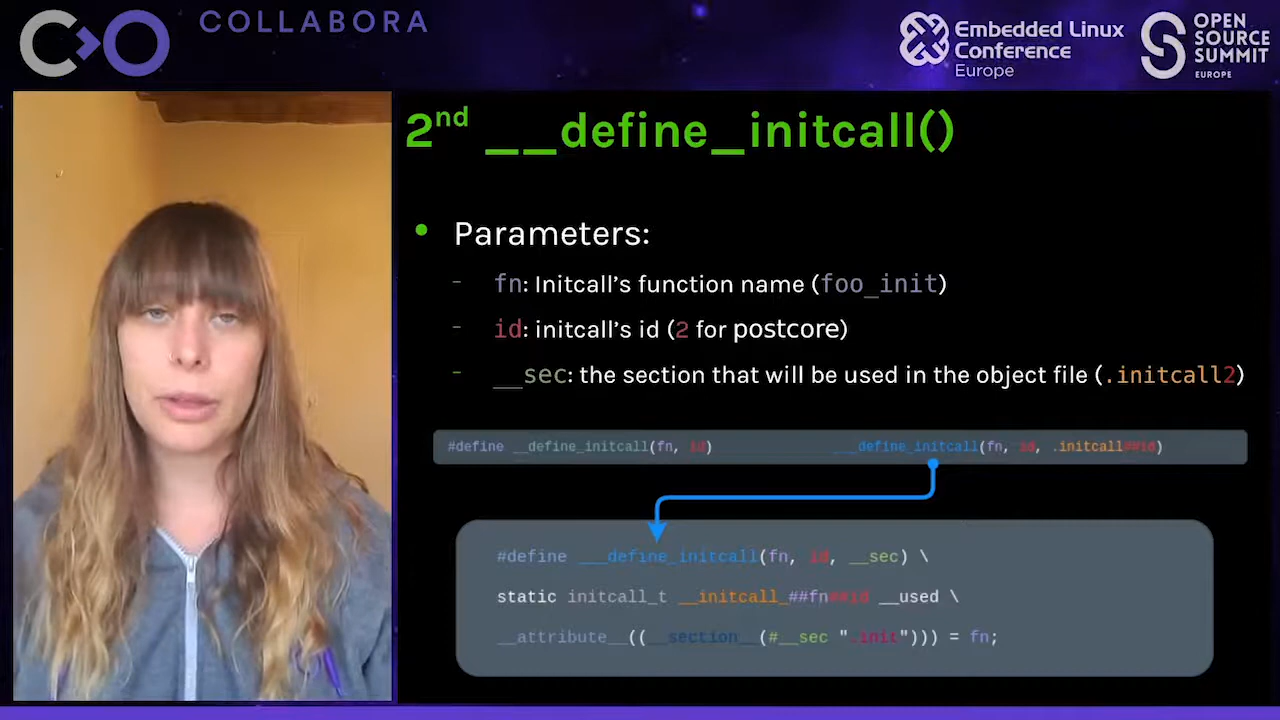 COLLABORA
Embedded Linux
Conference
Europe
OPEN
SOURCE
SUMMIT
EUROPE
2nd __define_initcall()
• Parameters:
- fn: Initcall’s function name (foo_init)
- id: initcall’s id (2 for postcore)
- __sec: the section that will be used in the object file (.initcall2)
#define __define_initcall(fn, id) ___define_initcall(fn, id, .initcall##id)
#define ___define_initcall(fn, id, __sec) \
static initcall_t __initcall_##fn##id __used \
__attribute__((__section__(#__sec ".init"))) = fn;